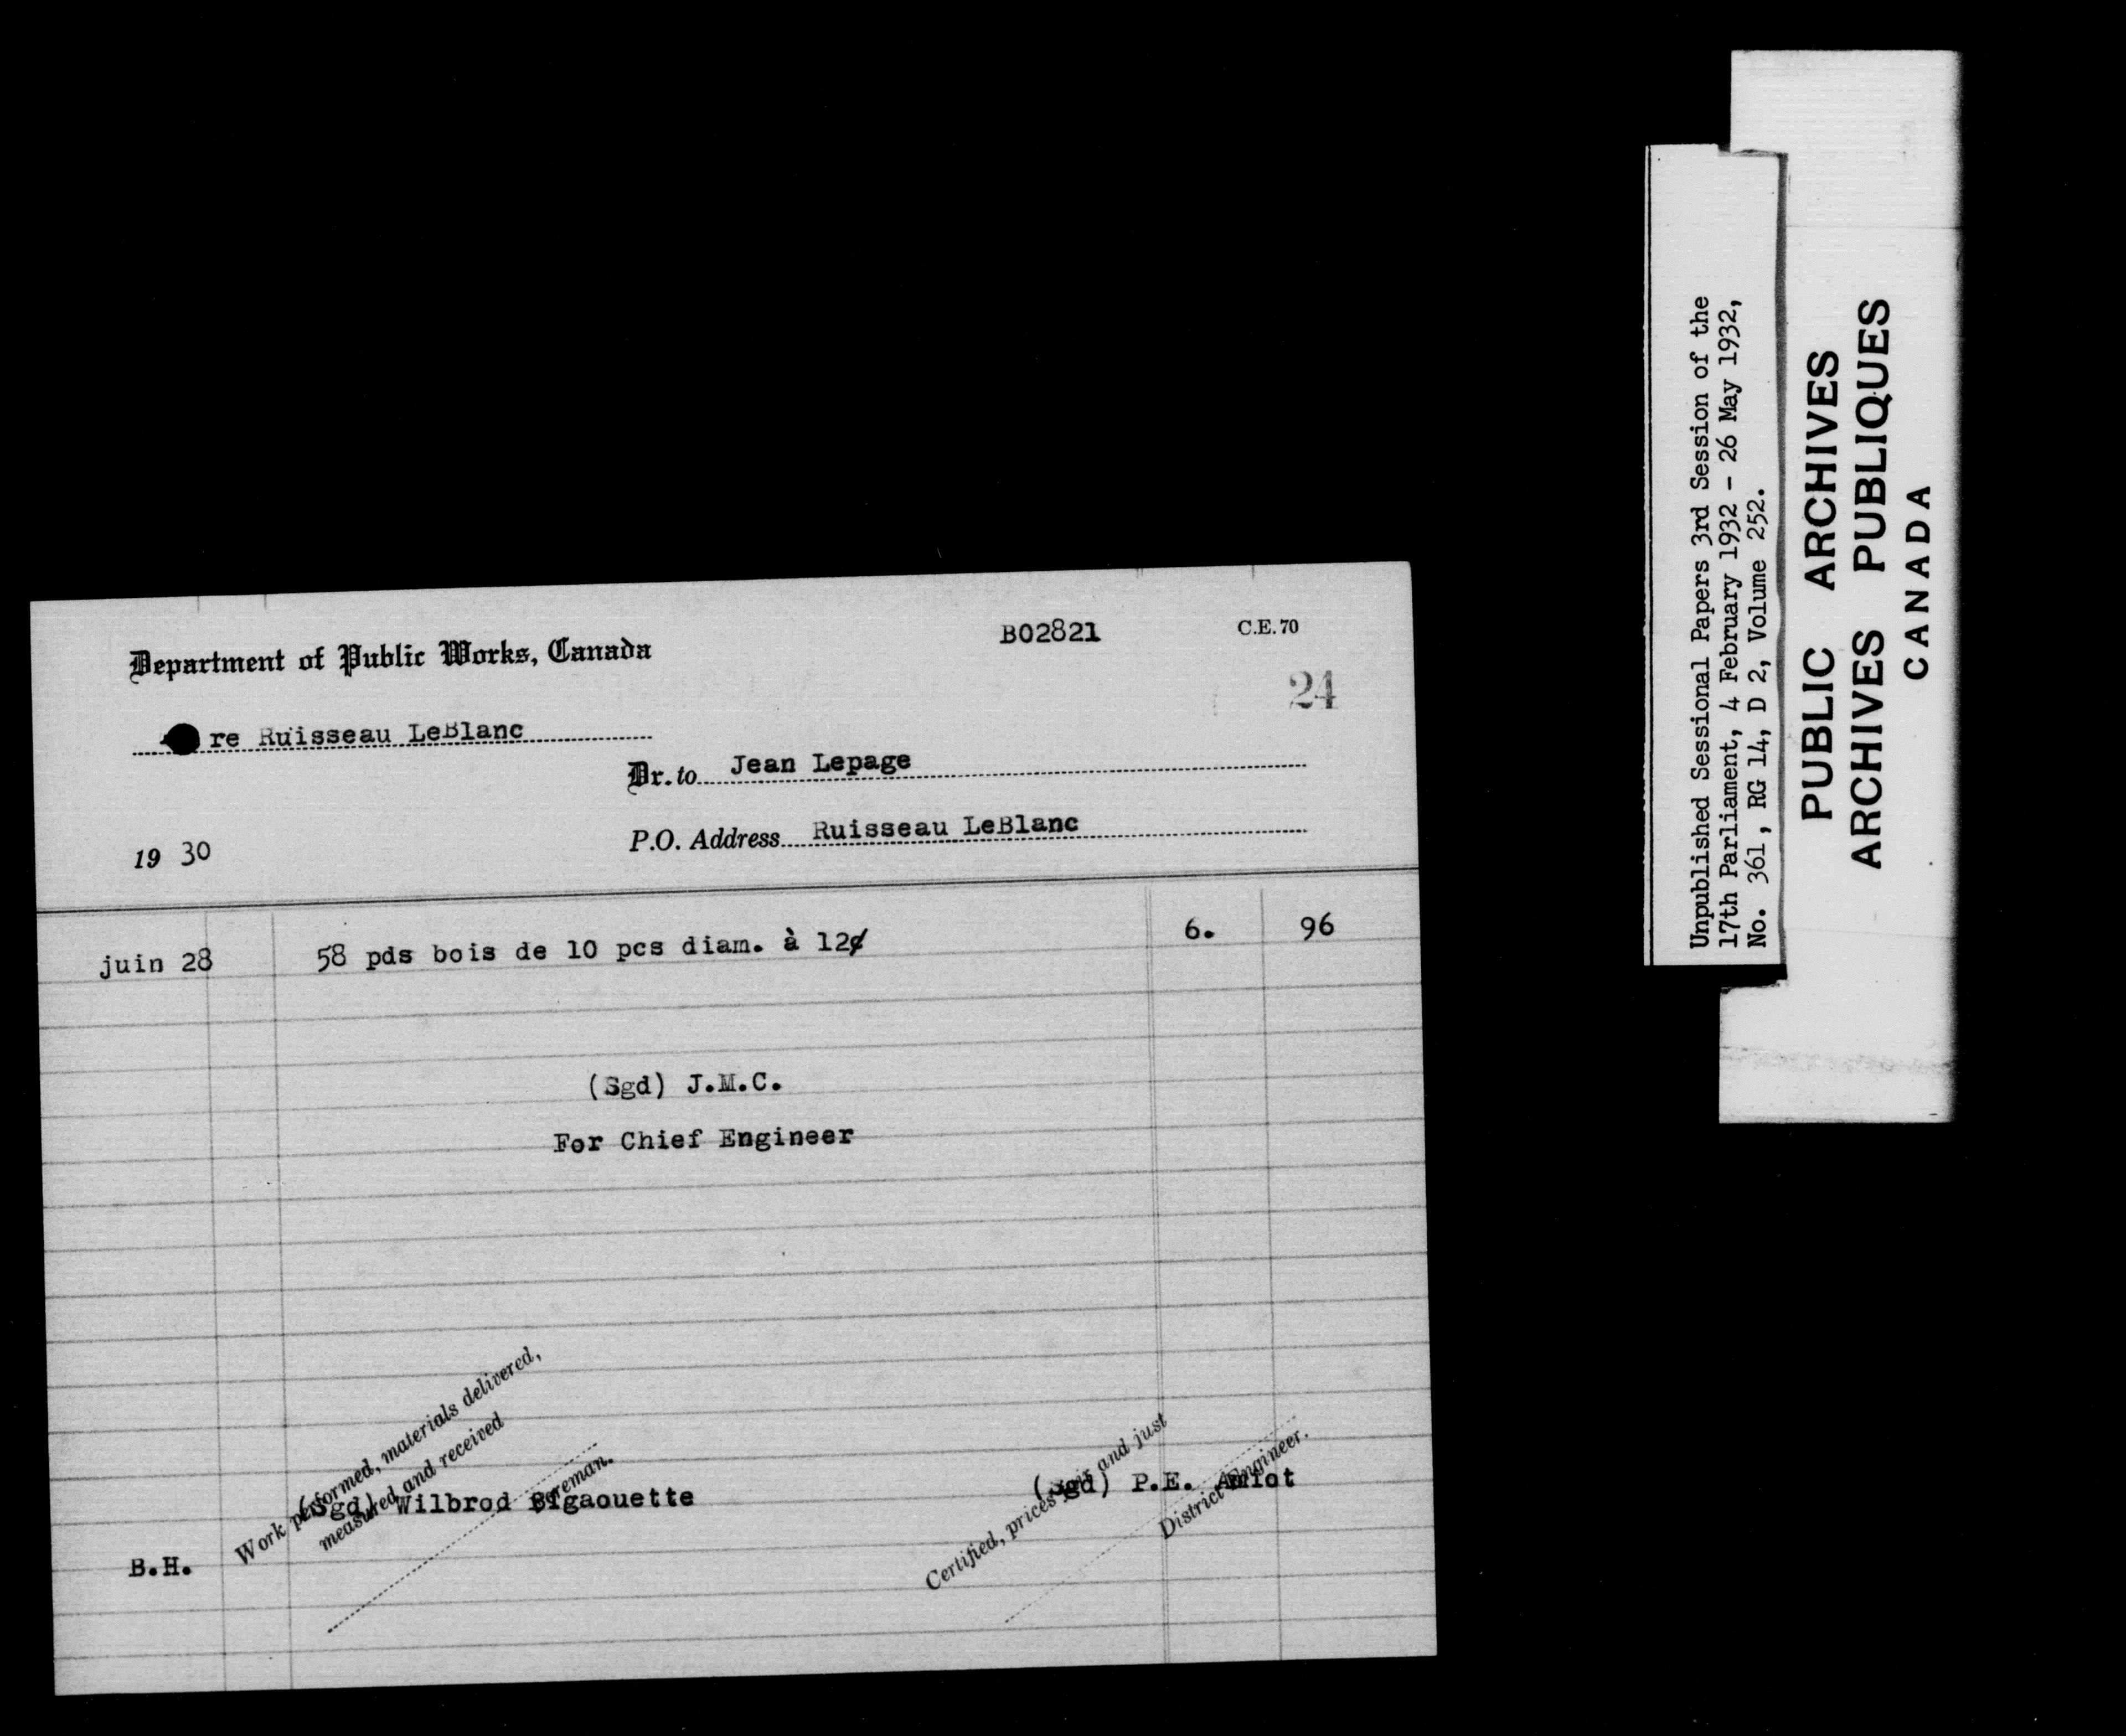 Department of Public Works, Canada
B02821
C.E. 70
24
re Ruisseau LeBlanc
Dr. to Jean Lepage
19 30
P.O. Address Ruisseau LeBlanc
juin 28 58 pds bois de 10 pcs diam. à 12¢ 6. 96
(Sgd) J.M.C.
For Chief Engineer
Work performed, materials delivered,
measured and received
(Sgd) Wilbrod Bigaouette
Foreman.
Certified, prices fair and just
(Sgd) P.E. Amiot
District Engineer.
B.H.
Unpublished Sessional Papers 3rd Session of the
17th Parliament, 4 February 1932 - 26 May 1932,
No. 361, RG 14, D 2, Volume 252.
PUBLIC ARCHIVES
ARCHIVES PUBLIQUES
CANADA